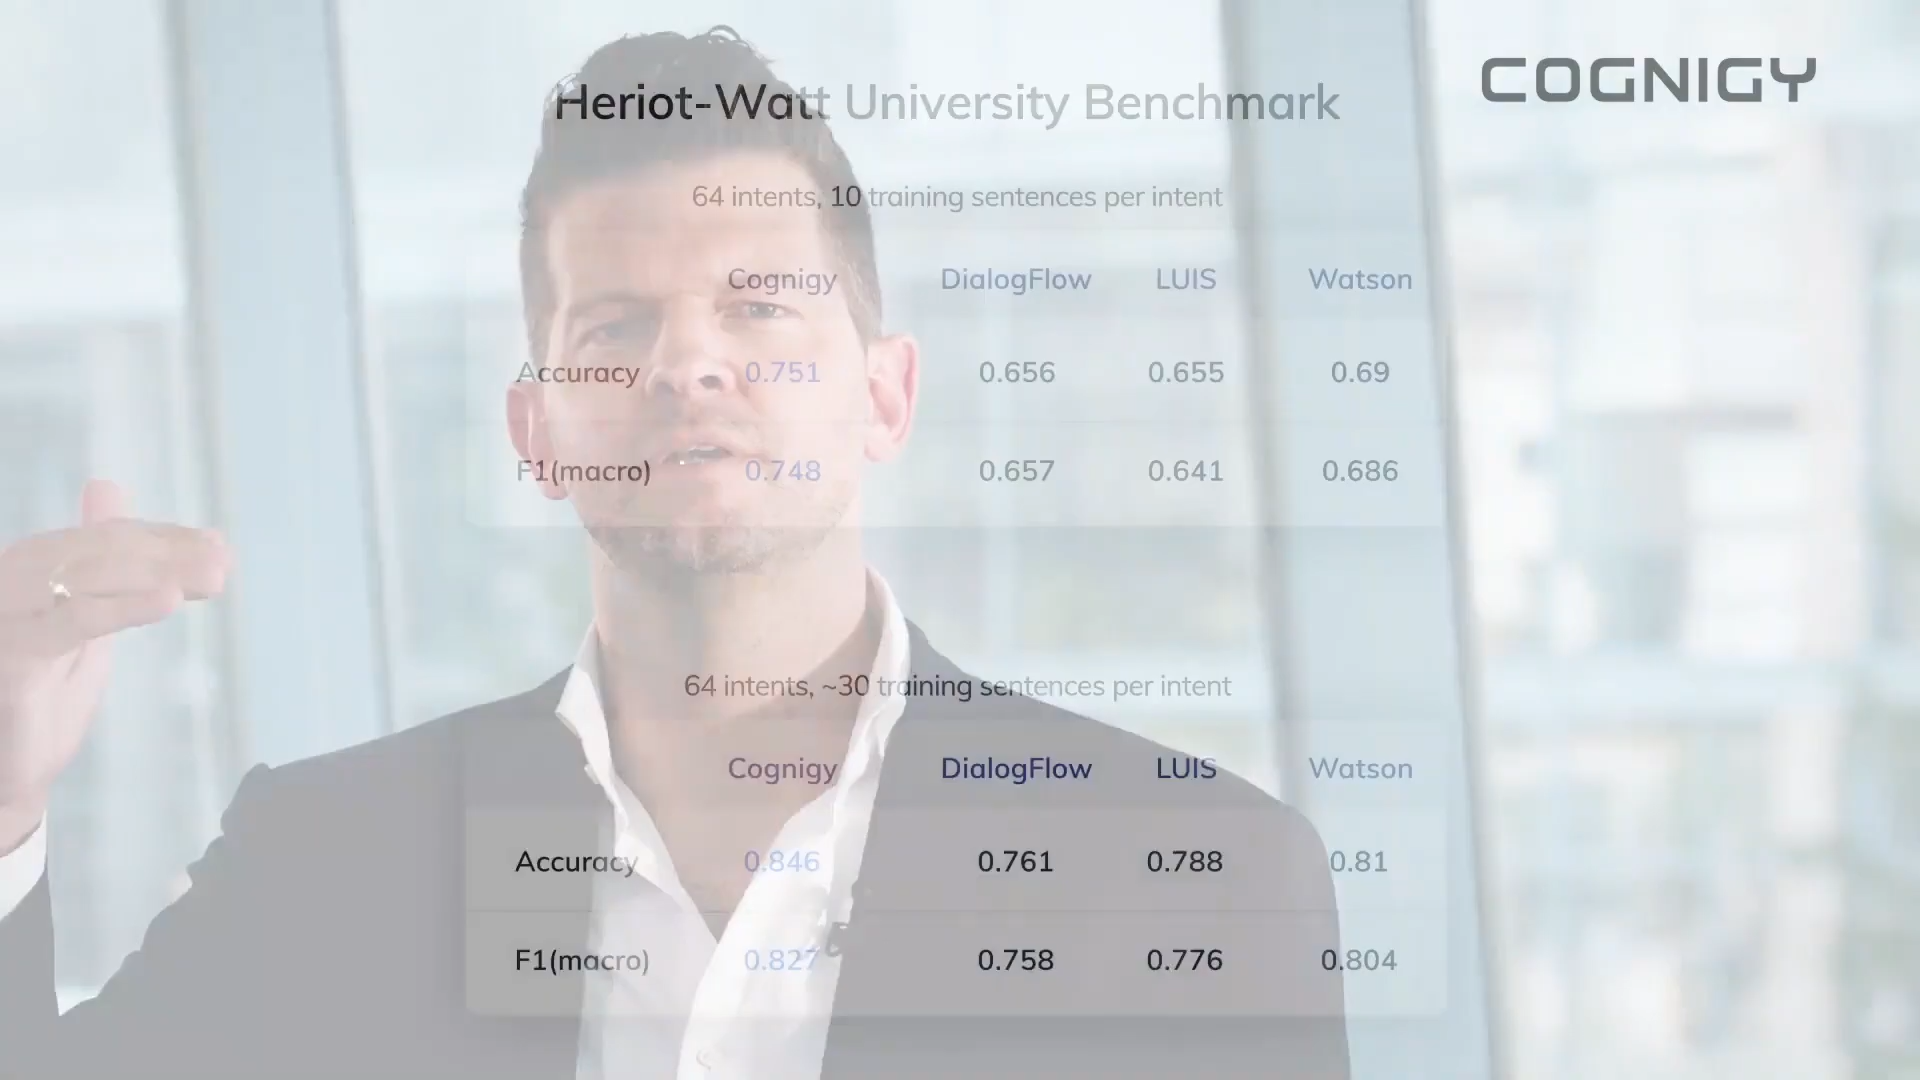 COGNIGY
Heriot-Watt University Benchmark
64 intents, 10 training sentences per intent
Cognigy DialogFlow LUIS Watson
Accuracy 0.751 0.656 0.655 0.69
F1(macro) 0.748 0.657 0.641 0.686
64 intents, ~30 training sentences per intent
Cognigy DialogFlow LUIS Watson
Accuracy 0.846 0.761 0.788 0.81
F1(macro) 0.827 0.758 0.776 0.804